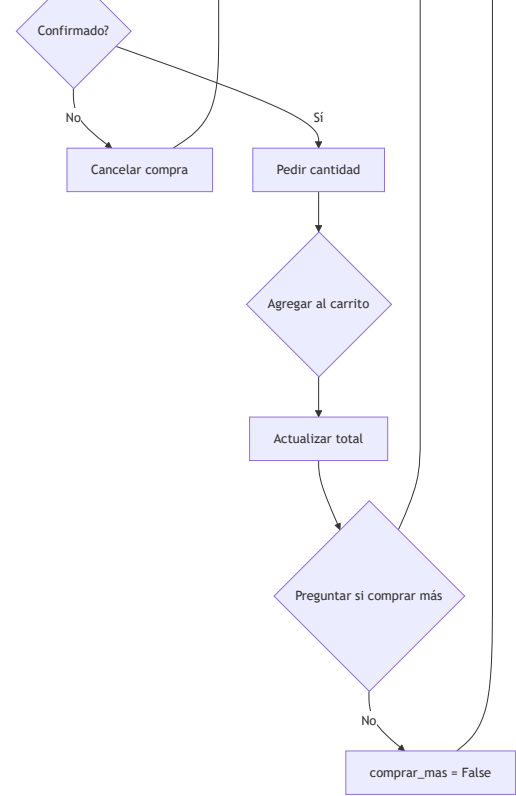 Confirmado?
No
Sí
Cancelar compra
Pedir cantidad
Agregar al carrito
Actualizar total
Preguntar si comprar más
No
comprar_mas = False